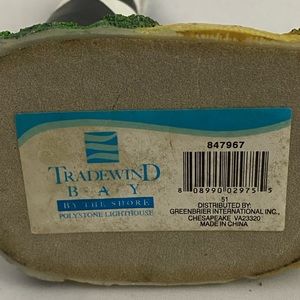 TRADEWIND
BAY
BY THE SHORE
POLYSTONE LIGHTHOUSE
847967
8 08990 02975 5
51
DISTRIBUTED BY:
GREENBRIER INTERNATIONAL INC.,
CHESAPEAKE, VA23320
MADE IN CHINA